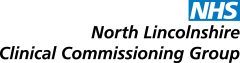 NHS
North Lincolnshire
Clinical Commissioning Group